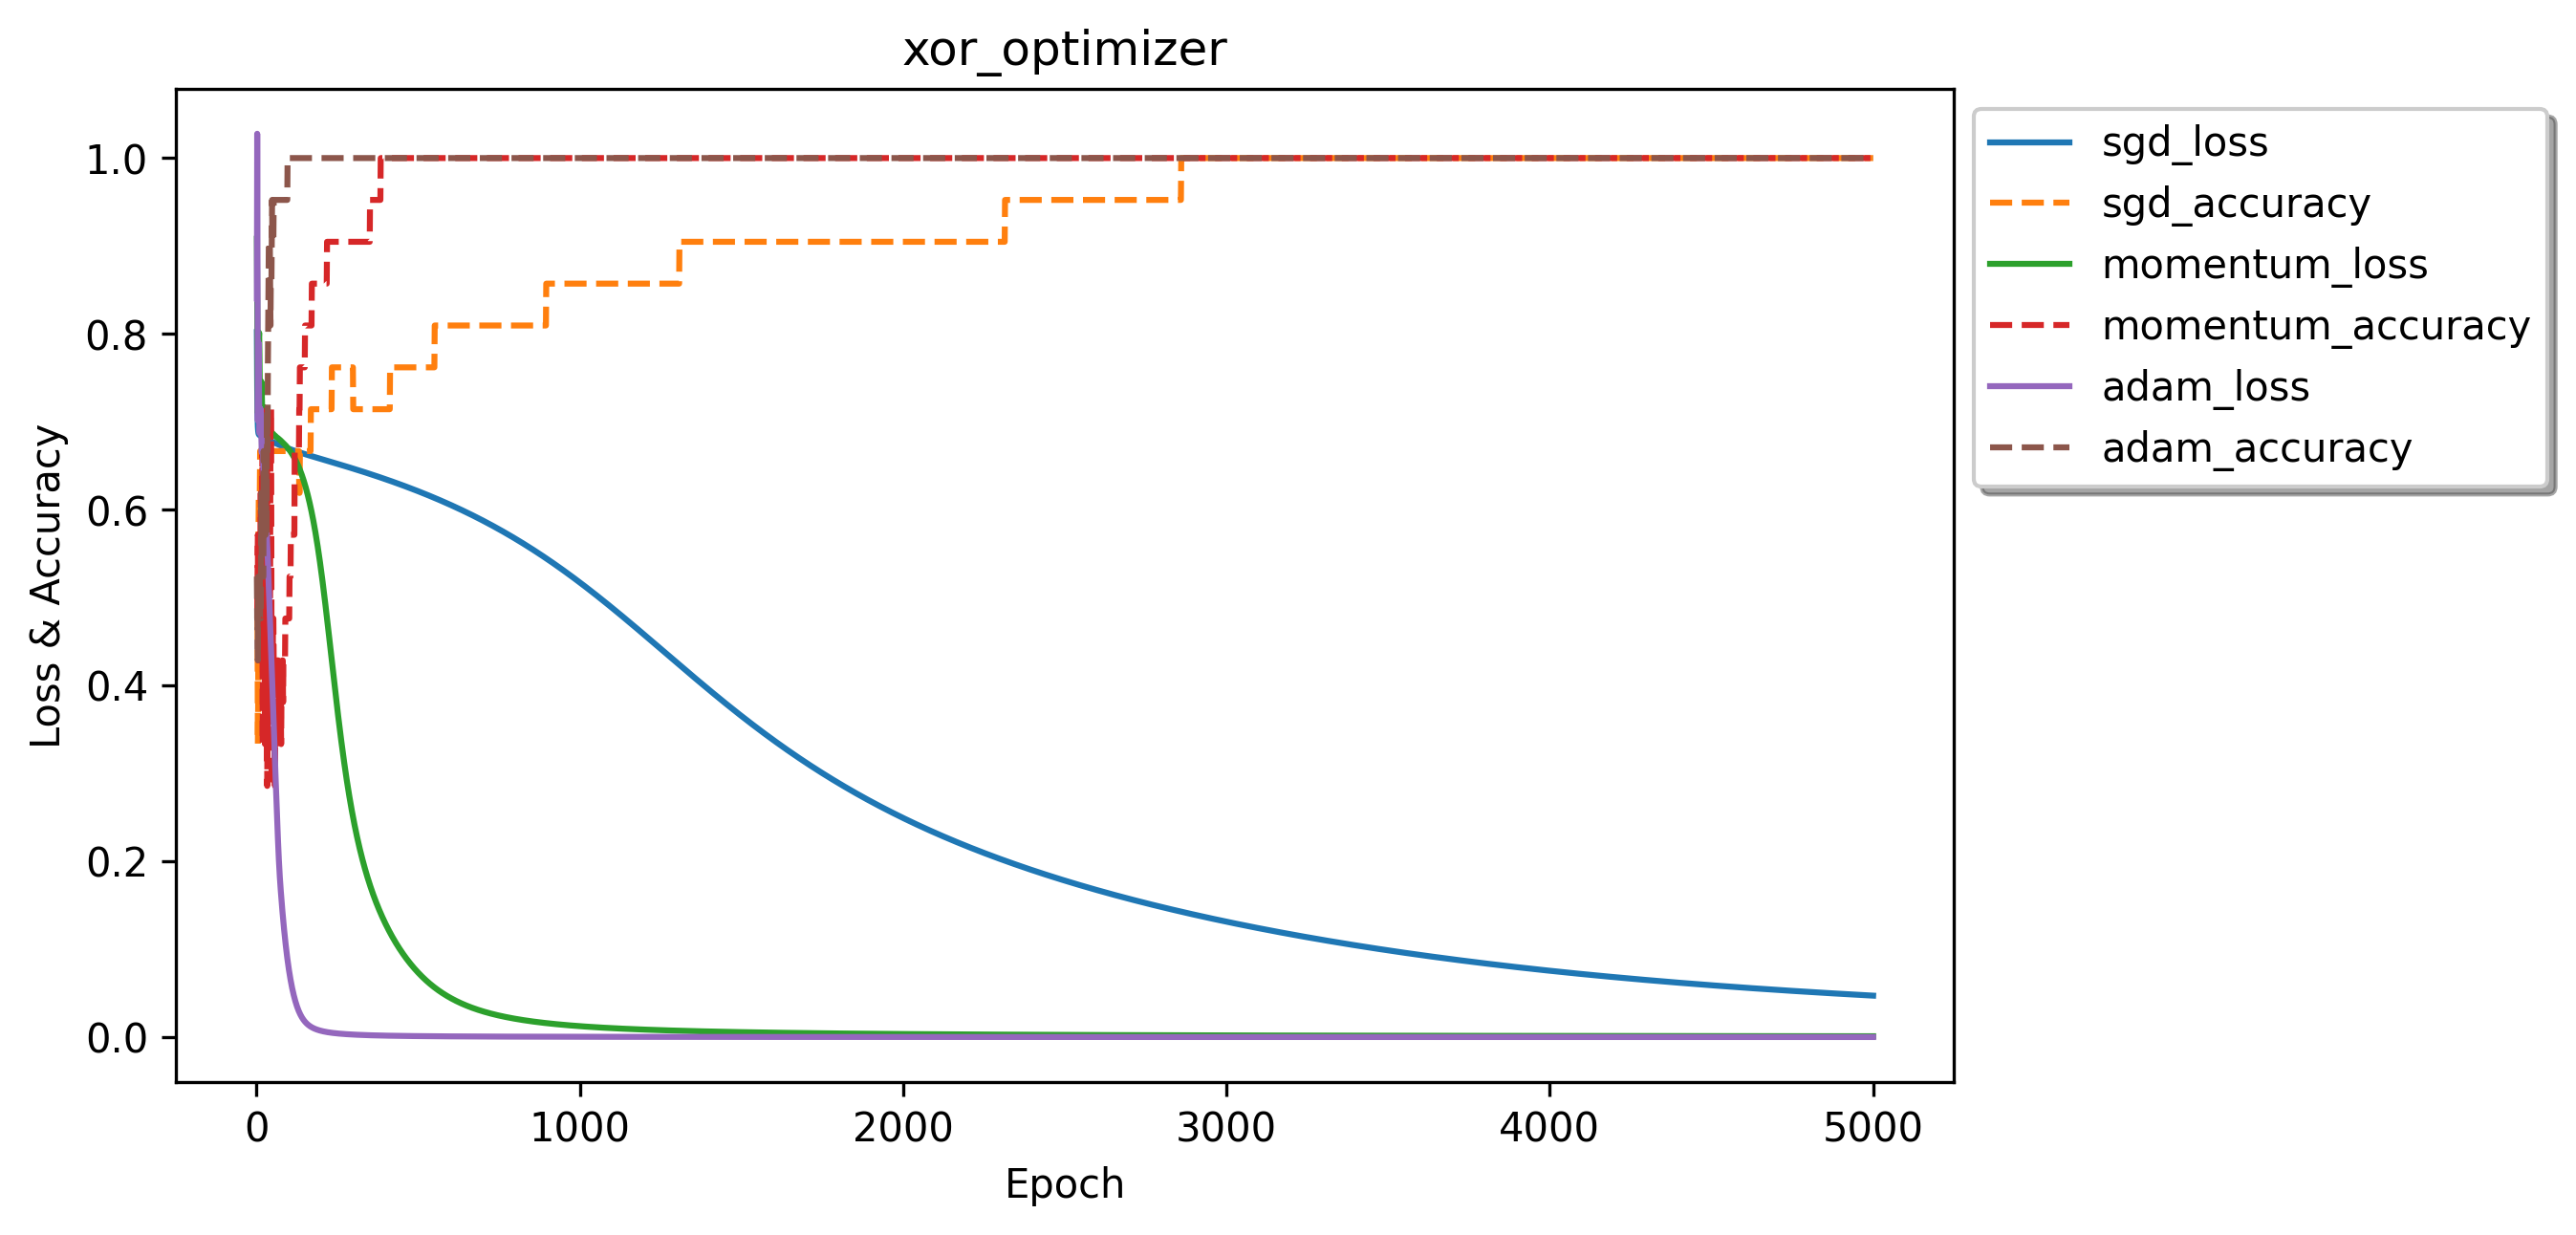 xor_optimizer
Loss & Accuracy
1.0
0.8
0.6
0.4
0.2
0.0
0 1000 2000 3000 4000 5000
Epoch
sgd_loss
sgd_accuracy
momentum_loss
momentum_accuracy
adam_loss
adam_accuracy